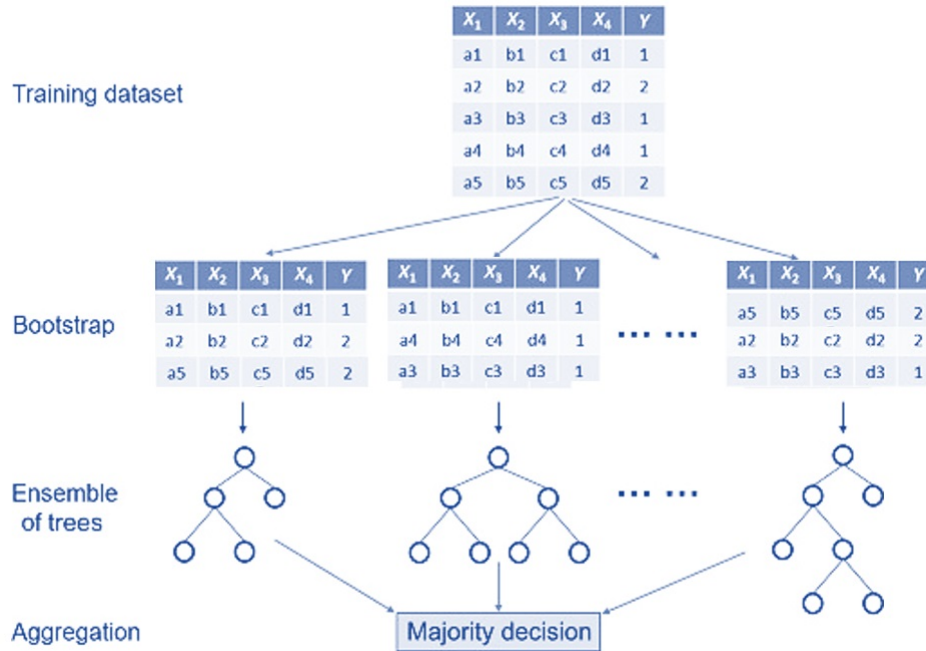 X1 X2 X3 X4 Y
a1 b1 c1 d1 1
Training dataset
a2 b2 c2 d2 2
a3 b3 c3 d3 1
a4 b4 c4 d4 1
a5 b5 c5 d5 2
Bootstrap
X1 X2 X3 X4 Y
a1 b1 c1 d1 1
a2 b2 c2 d2 2
a5 b5 c5 d5 2
X1 X2 X3 X4 Y
a1 b1 c1 d1 1
a4 b4 c4 d4 1
a3 b3 c3 d3 1
... ...
X1 X2 X3 X4 Y
a5 b5 c5 d5 2
a2 b2 c2 d2 2
a3 b3 c3 d3 1
Ensemble
of trees
... ...
Aggregation
Majority decision